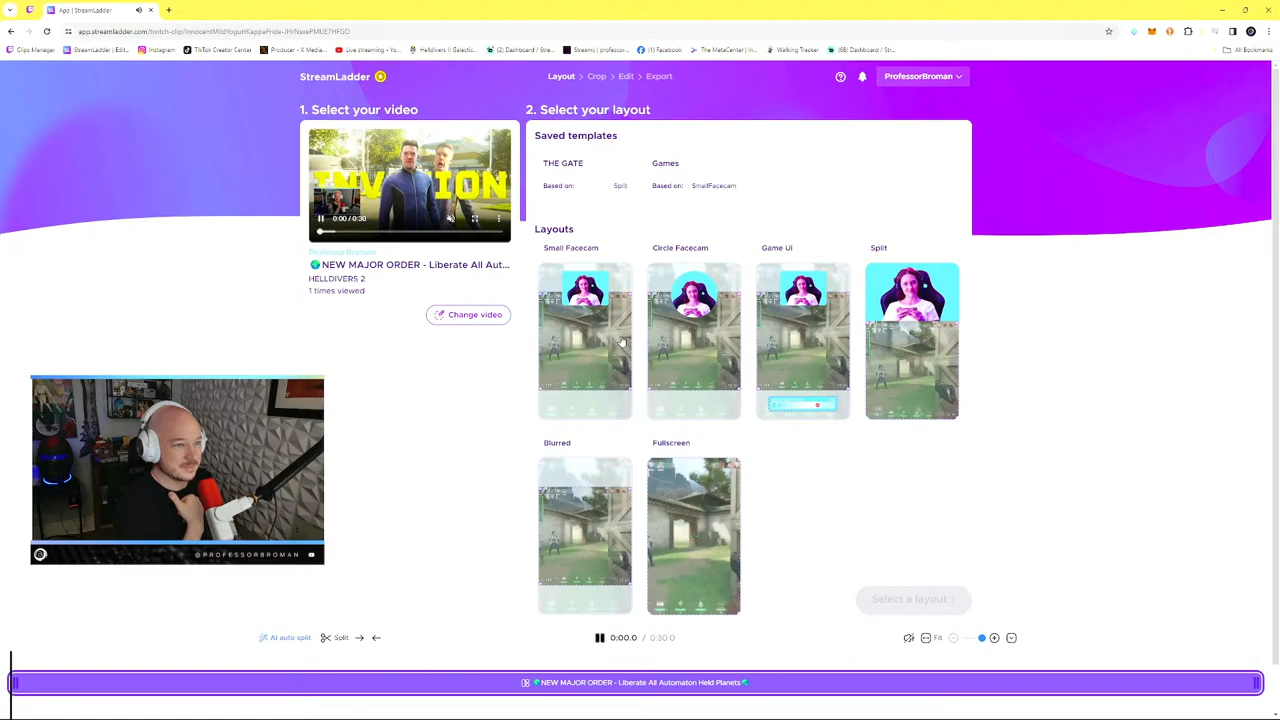 App | StreamLadder
app.streamladder.com/twitch-clip/InnocentMildYogurtKappaPride-JHrNsxePMUE7HFGO
Clips Manager
StreamLadder | Edit...
Instagram
TikTok Creator Center
Producer - X Media...
Live streaming - Yo...
Helldivers II Galactic...
(2) Dashboard / Stre...
Streams | professor...
(1) Facebook
The MetaCenter | In...
Walking Tracker
(68) Dashboard / Str...
All Bookmarks
StreamLadder
Layout > Crop > Edit > Export
ProfessorBroman
1. Select your video
2. Select your layout
INVASION
0:00 / 0:30
ProfessorBroman
🌍NEW MAJOR ORDER - Liberate All Aut...
HELLDIVERS 2
1 times viewed
Change video
Saved templates
THE GATE
Games
Based on: Split
Based on: SmallFacecam
Layouts
Small Facecam
Circle Facecam
Game UI
Split
Blurred
Fullscreen
Select a layout >
@PROFESSORBROMAN
AI auto split
Split
0:00.0 / 0:30.0
Fit
🌍NEW MAJOR ORDER - Liberate All Automaton Held Planets🌏